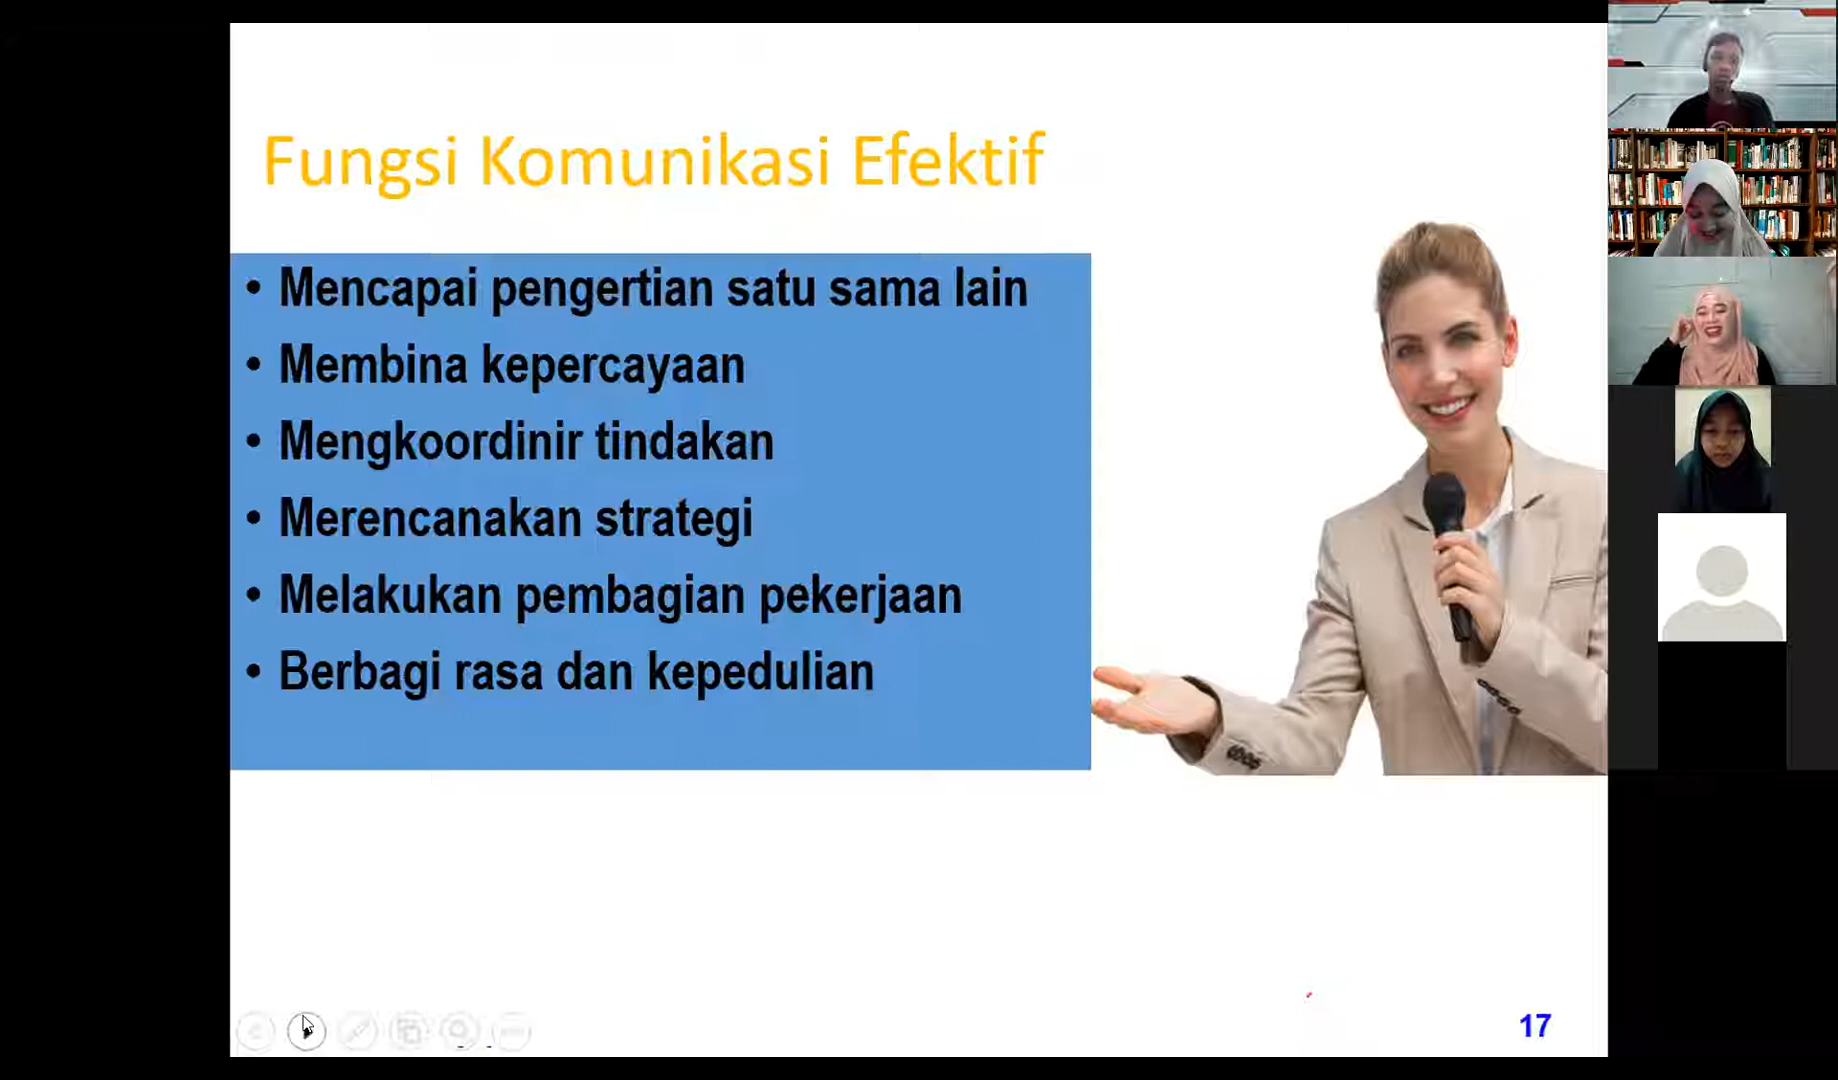 Fungsi Komunikasi Efektif
• Mencapai pengertian satu sama lain
• Membina kepercayaan
• Mengkoordinir tindakan
• Merencanakan strategi
• Melakukan pembagian pekerjaan
• Berbagi rasa dan kepedulian
17